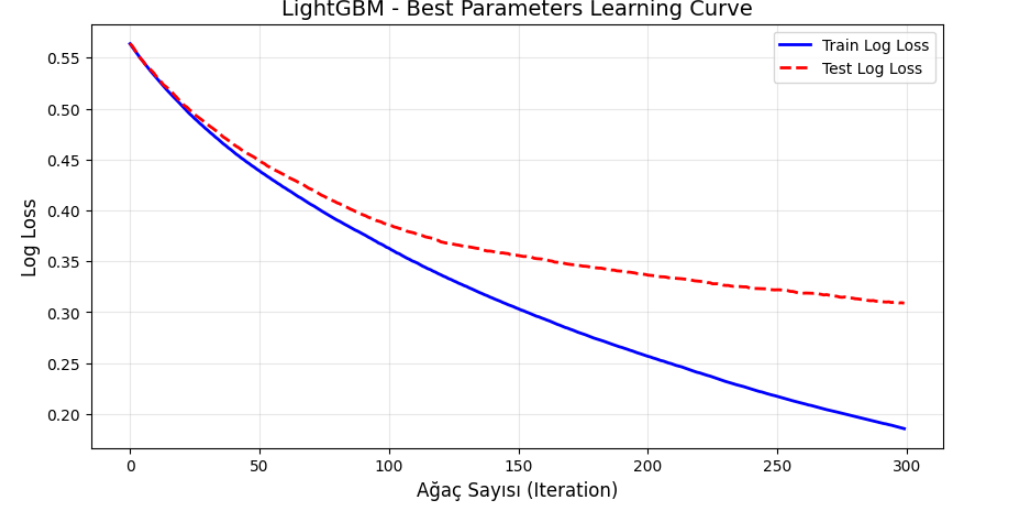 LightGBM - Best Parameters Learning Curve
Train Log Loss
Test Log Loss
Log Loss
0.55
0.50
0.45
0.40
0.35
0.30
0.25
0.20
0 50 100 150 200 250 300
Ağaç Sayısı (Iteration)